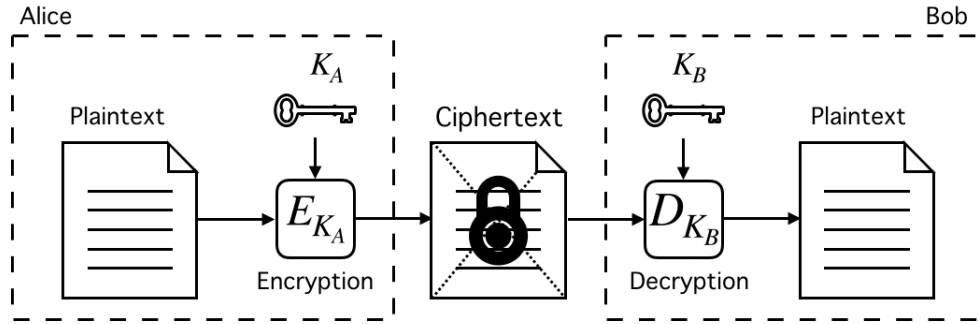 Alice
Bob
K_A
K_B
Plaintext
Ciphertext
Plaintext
E_{K_A}
D_{K_B}
Encryption
Decryption